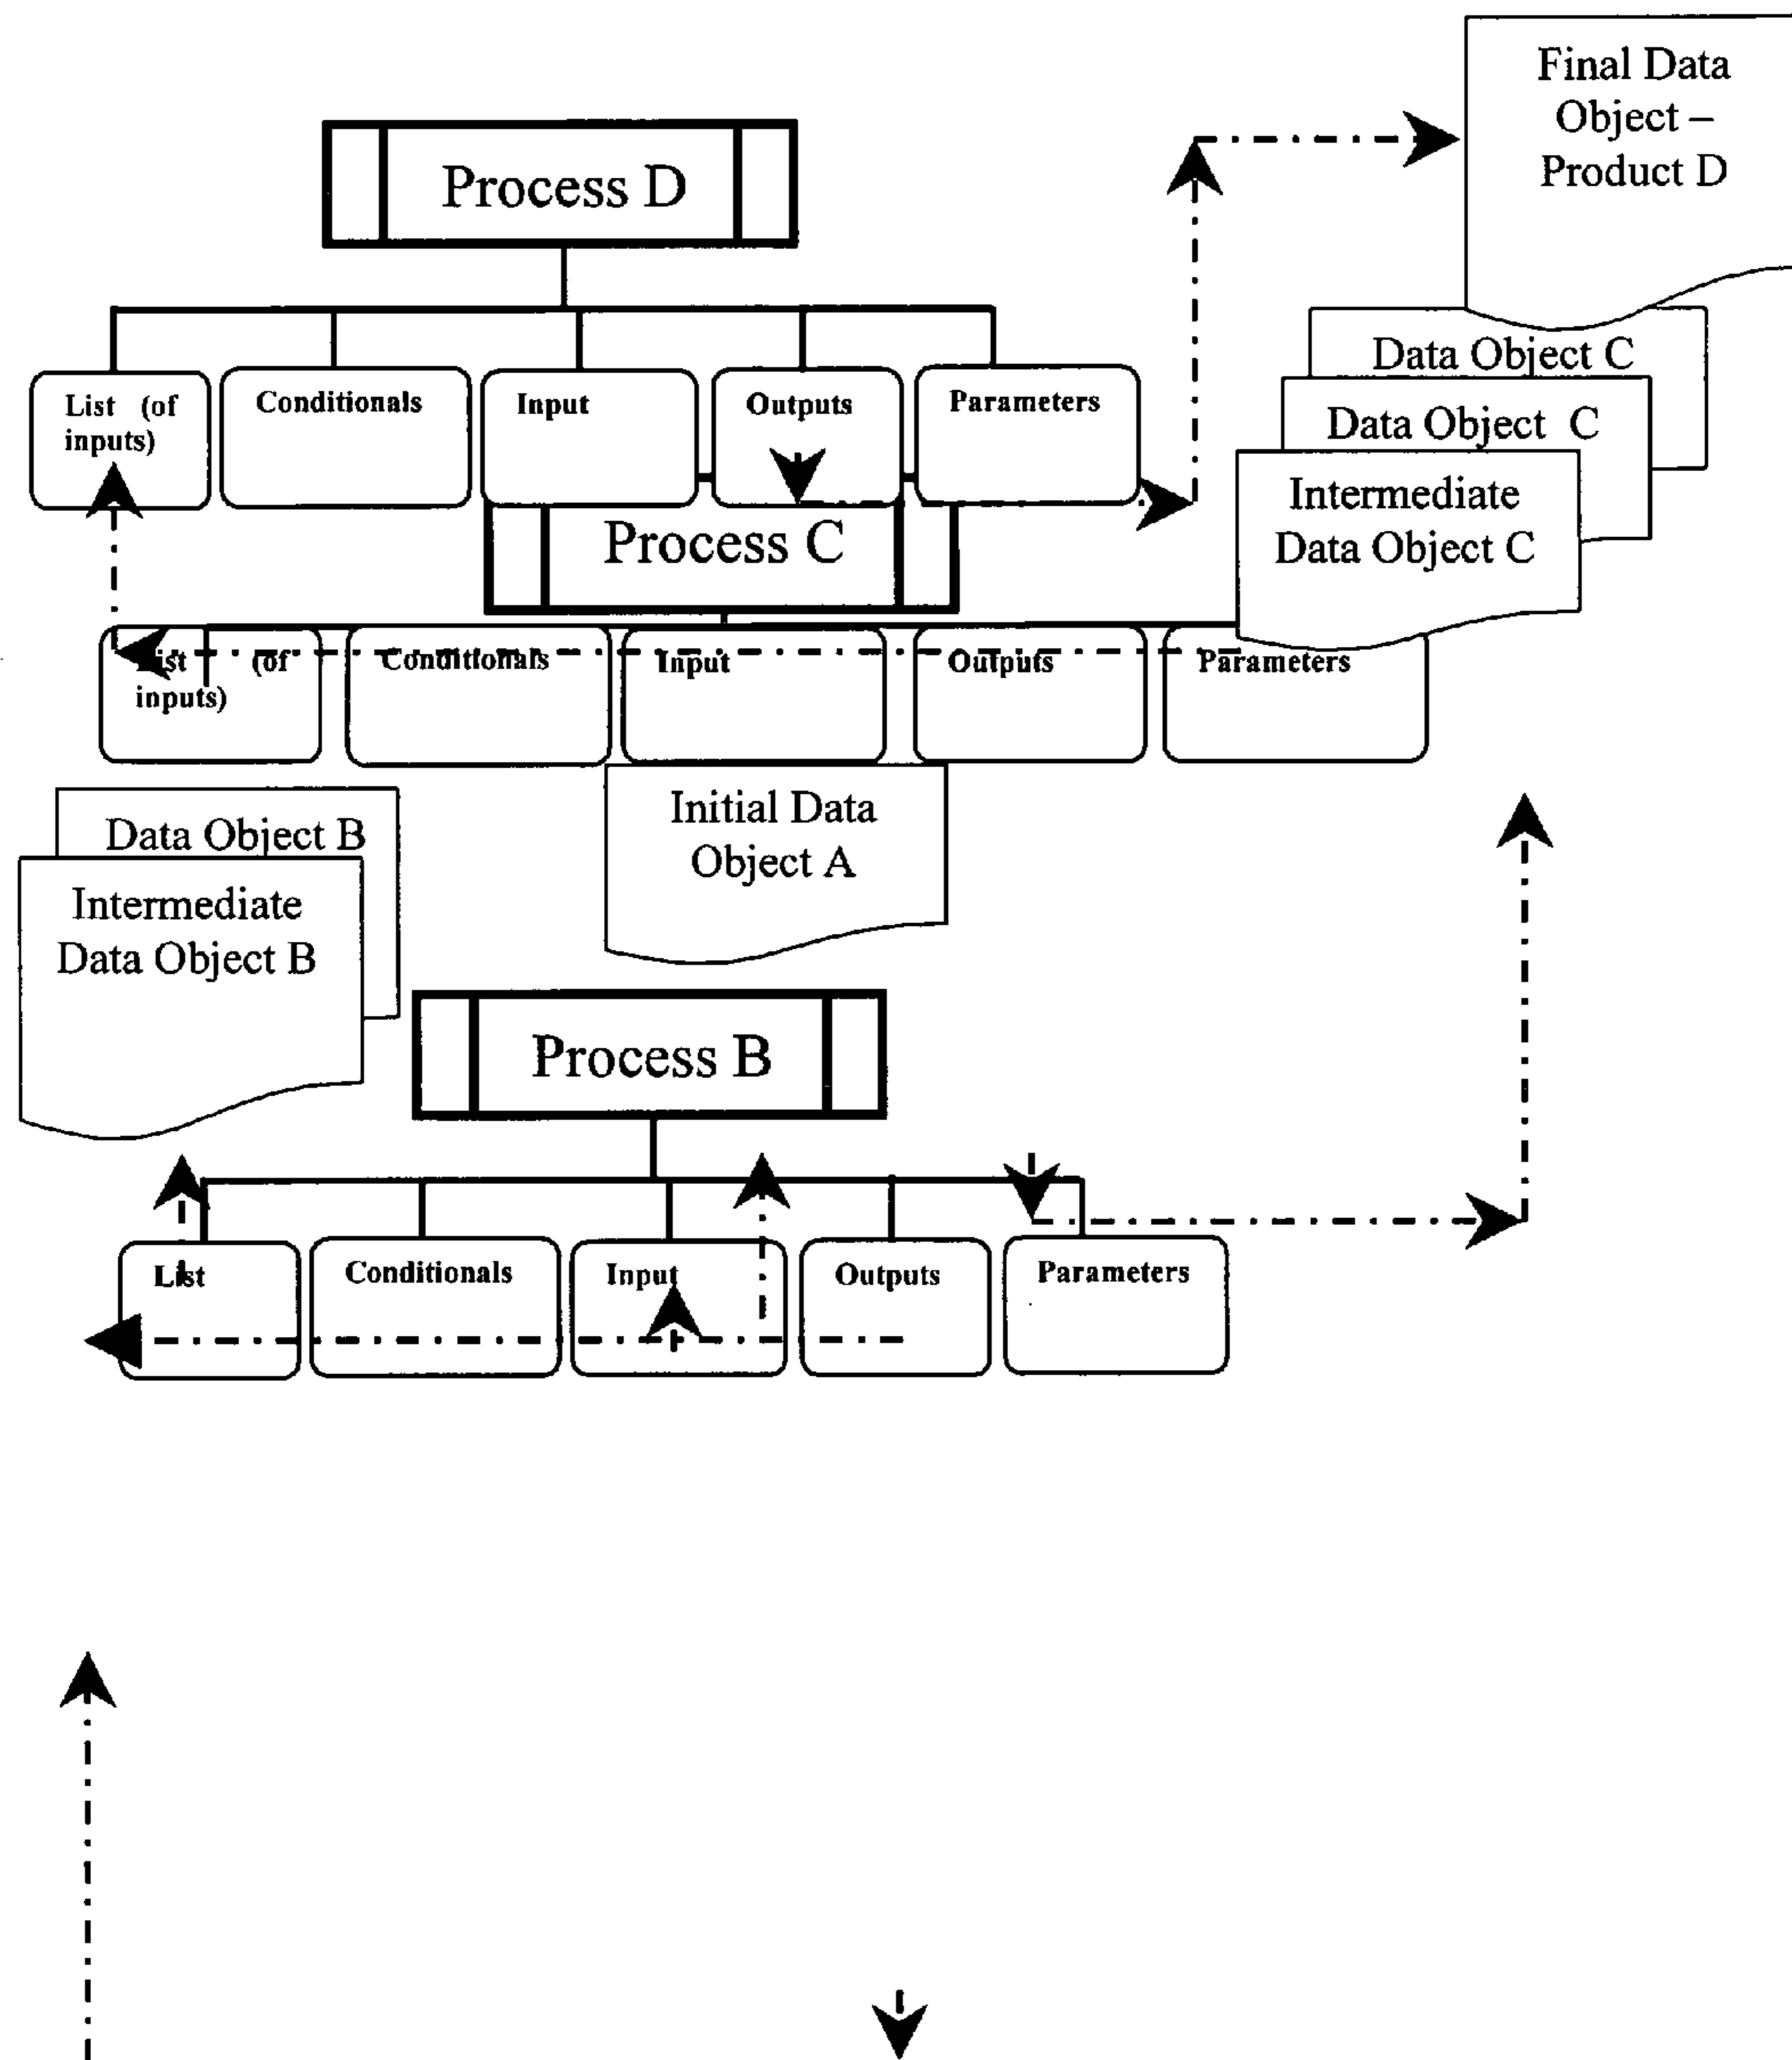 Final Data
Object –
Product D
Process D
Data Object C
List (of
inputs)
Conditionals
Input
Outputs
Parameters
Data Object C
Intermediate
Data Object C
Process C
List (of
inputs)
Conditionals
Input
Outputs
Parameters
Initial Data
Object A
Data Object B
Intermediate
Data Object B
Process B
List
Conditionals
Input
Outputs
Parameters